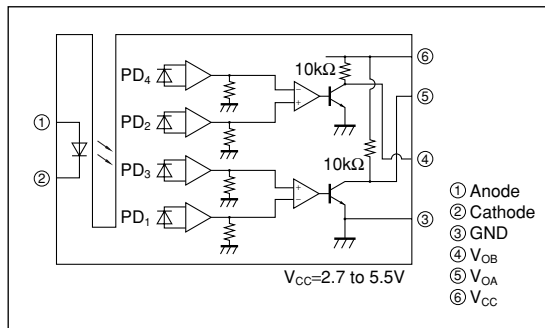 PD4
PD2
PD3
PD1
10kΩ
10kΩ
−
+
+
−
①
②
⑥
⑤
④
③
VCC=2.7 to 5.5V
① Anode
② Cathode
③ GND
④ VOB
⑤ VOA
⑥ VCC